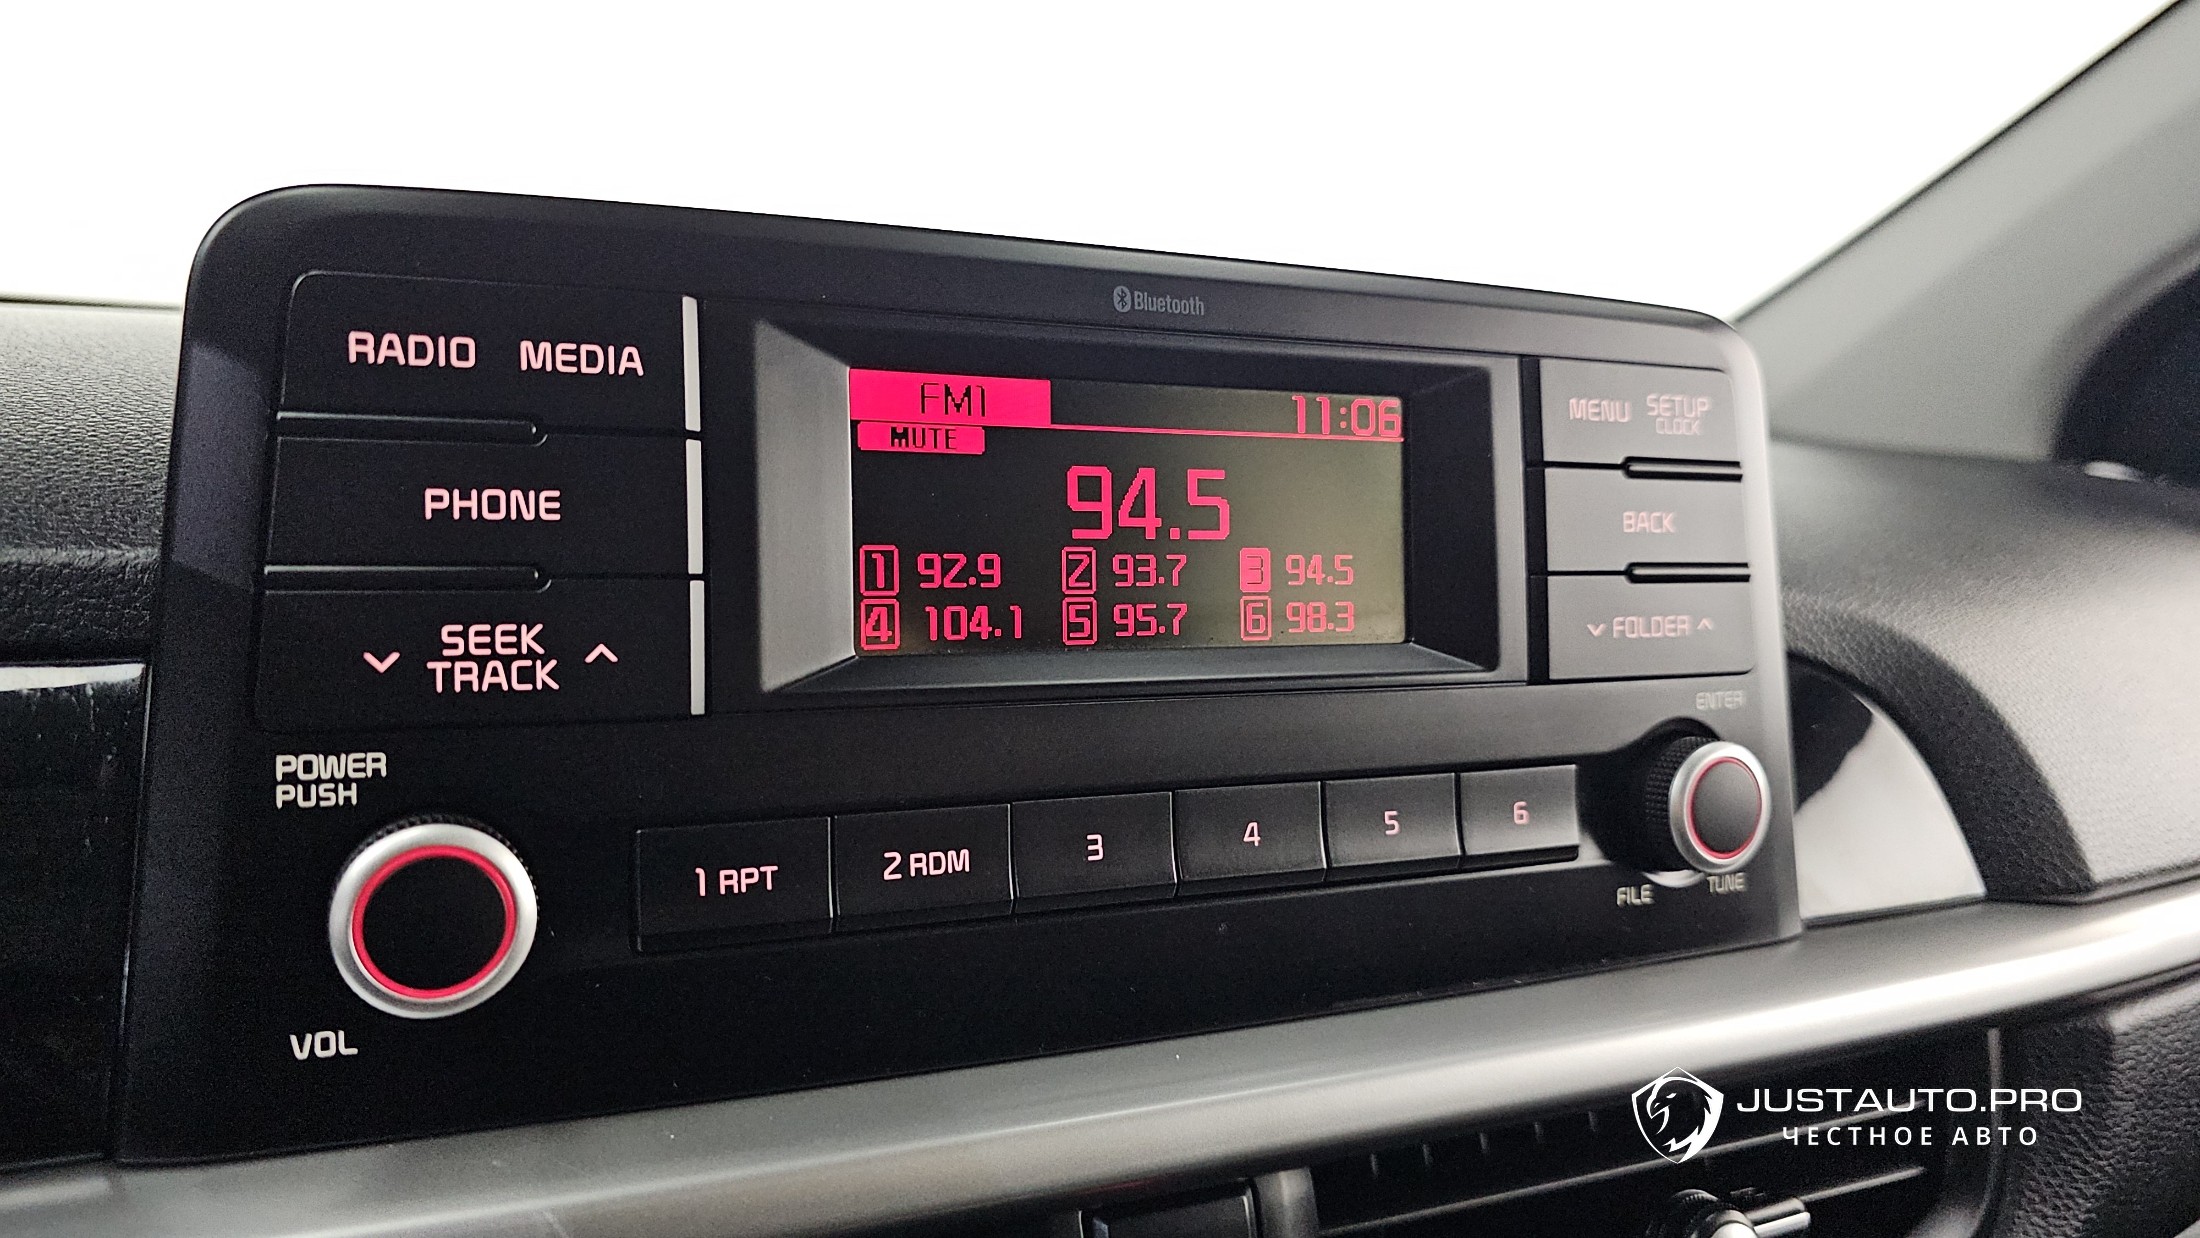 Bluetooth
RADIO MEDIA
PHONE
SEEK
TRACK
POWER
PUSH
VOL
FM1 11:06
MUTE
94.5
1 92.9 2 93.7 3 94.5
4 104.1 5 95.7 6 98.3
MENU SETUP
CLOCK
BACK
FOLDER
ENTER
1 RPT 2 RDM 3 4 5 6
FILE TUNE
JUSTAUTO.PRO
ЧЕСТНОЕ АВТО